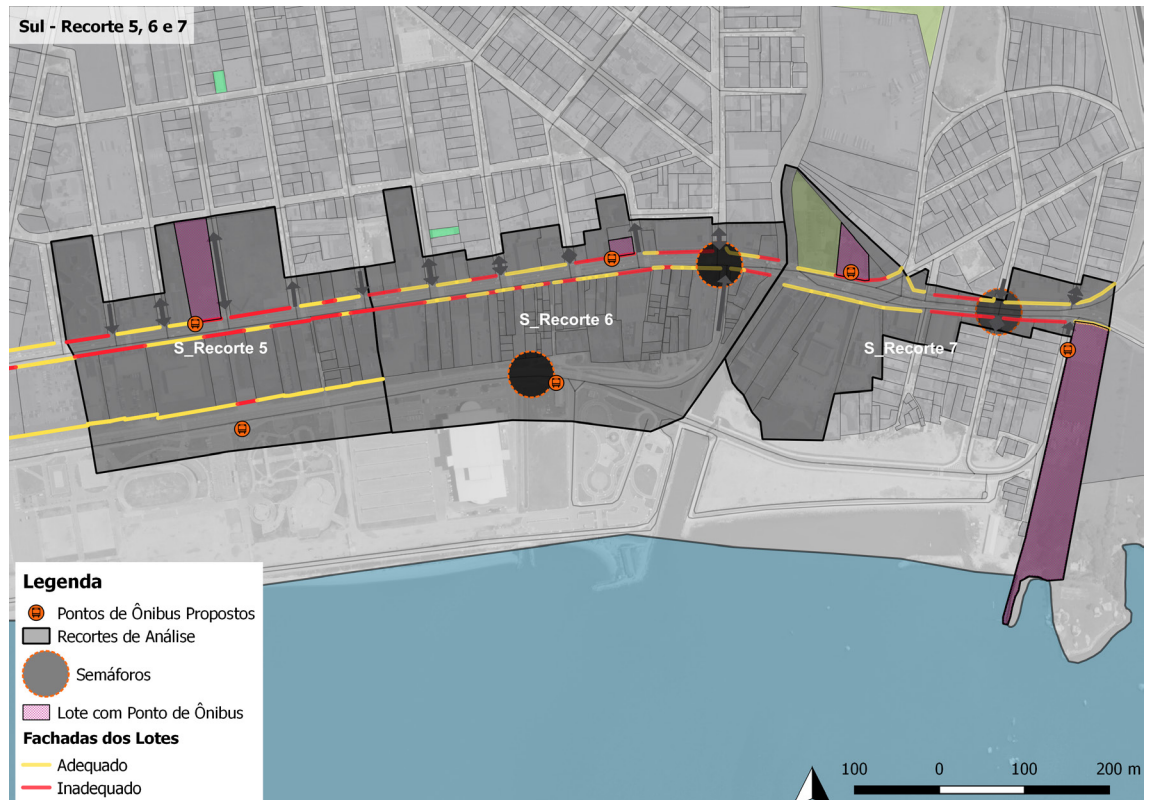 Sul - Recorte 5, 6 e 7
S_Recorte 5
S_Recorte 6
S_Recorte 7
Legenda
Pontos de Ônibus Propostos
Recortes de Análise
Semáforos
Lote com Ponto de Ônibus
Fachadas dos Lotes
Adequado
Inadequado
100 0 100 200 m